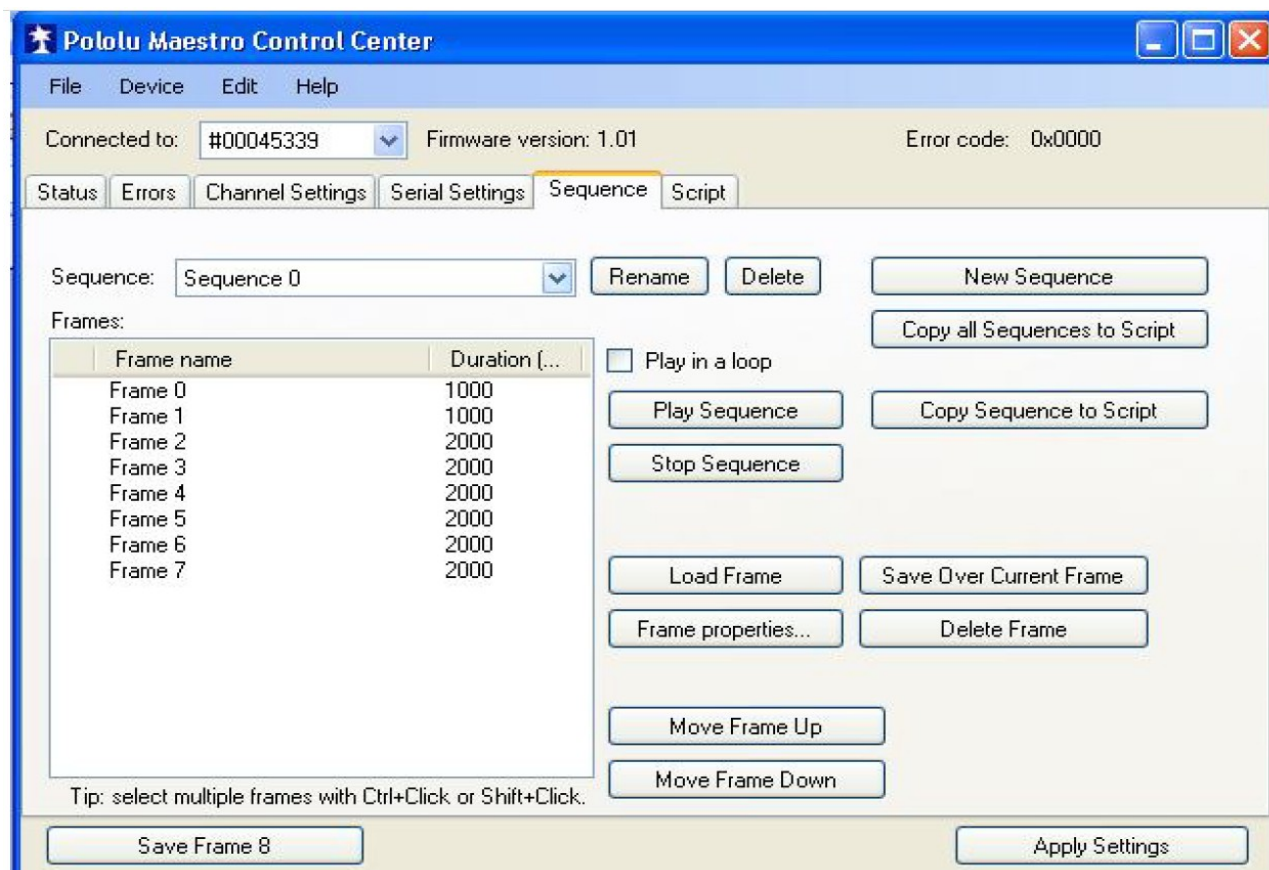 Pololu Maestro Control Center
File Device Edit Help
Connected to: #00045339 Firmware version: 1.01 Error code: 0x0000
Status Errors Channel Settings Serial Settings Sequence Script
Sequence: Sequence 0 Rename Delete New Sequence
Frames: Copy all Sequences to Script
Frame name Duration (... Play in a loop
Frame 0 1000
Frame 1 1000 Play Sequence Copy Sequence to Script
Frame 2 2000
Frame 3 2000 Stop Sequence
Frame 4 2000
Frame 5 2000
Frame 6 2000
Frame 7 2000 Load Frame Save Over Current Frame
Frame properties... Delete Frame
Move Frame Up
Move Frame Down
Tip: select multiple frames with Ctrl+Click or Shift+Click.
Save Frame 8 Apply Settings